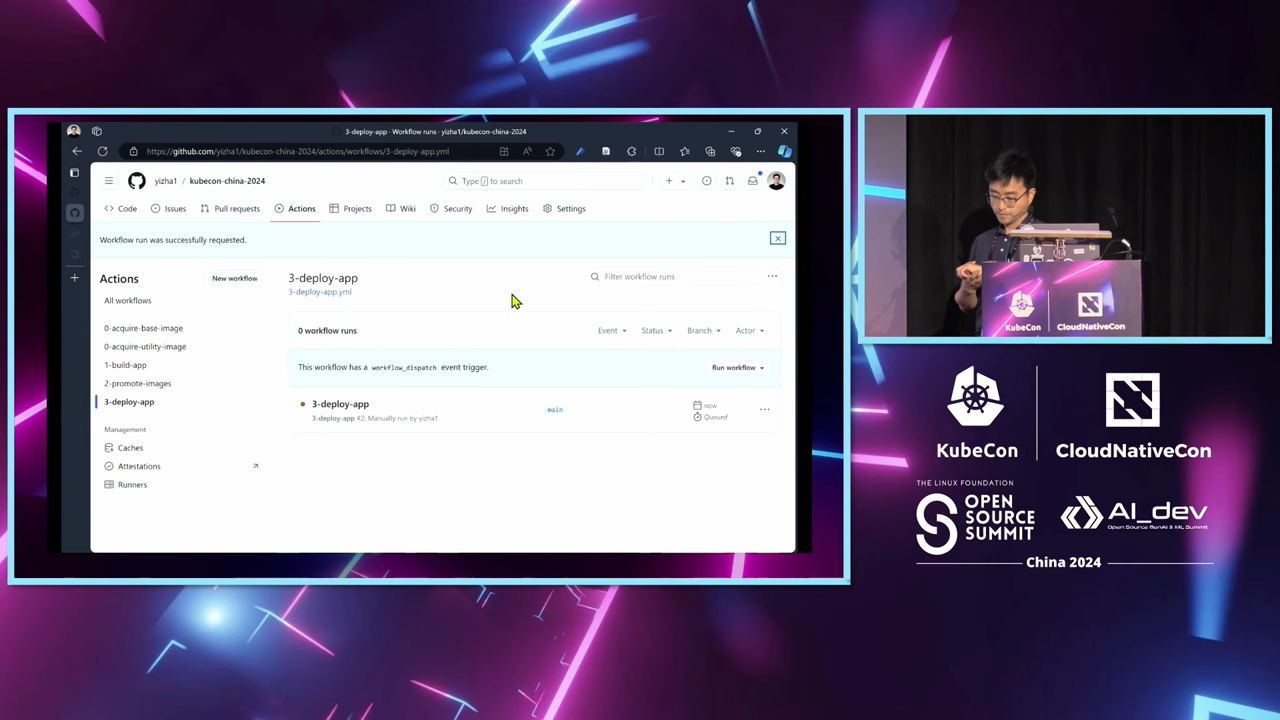 3-deploy-app · Workflow runs · yizha1/kubecon-china-2024
https://github.com/yizha1/kubecon-china-2024/actions/workflows/3-deploy-app.yml
yizha1 / kubecon-china-2024
Type / to search
Code
Issues
Pull requests
Actions
Projects
Wiki
Security
Insights
Settings
Workflow run was successfully requested.
Actions
New workflow
All workflows
0-acquire-base-image
0-acquire-utility-image
1-build-app
2-promote-images
3-deploy-app
Management
Caches
Attestations
Runners
3-deploy-app
3-deploy-app.yml
Filter workflow runs
0 workflow runs
Event
Status
Branch
Actor
This workflow has a workflow_dispatch event trigger.
Run workflow
3-deploy-app
3-deploy-app #2: Manually run by yizha1
main
now
Queued
KubeCon
CloudNativeCon
KubeCon
CloudNativeCon
THE LINUX FOUNDATION
OPEN
SOURCE
SUMMIT
AI_dev
Open Source GenAI & ML Summit
China 2024